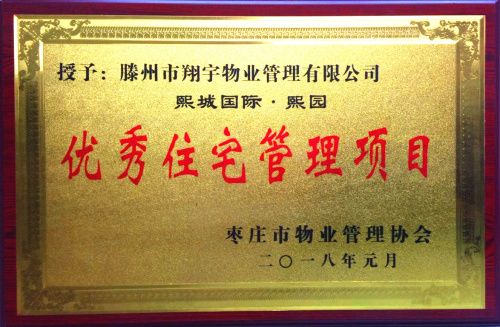 授予：滕州市翔宇物业管理有限公司
熙城国际·熙园
优秀住宅管理项目
枣庄市物业管理协会
二〇一八年元月